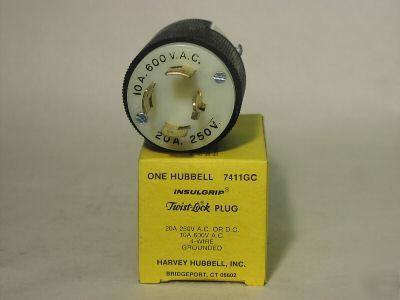 10A. 600 V. A.C.
20 A. 250 V.
ONE HUBBELL 7411GC
INSULGRIP®
Twist-Lock PLUG
20A 250V A.C. OR D.C.
10A 600V A.C.
4-WIRE
GROUNDED
HARVEY HUBBELL, INC.
BRIDGEPORT, CT 06602